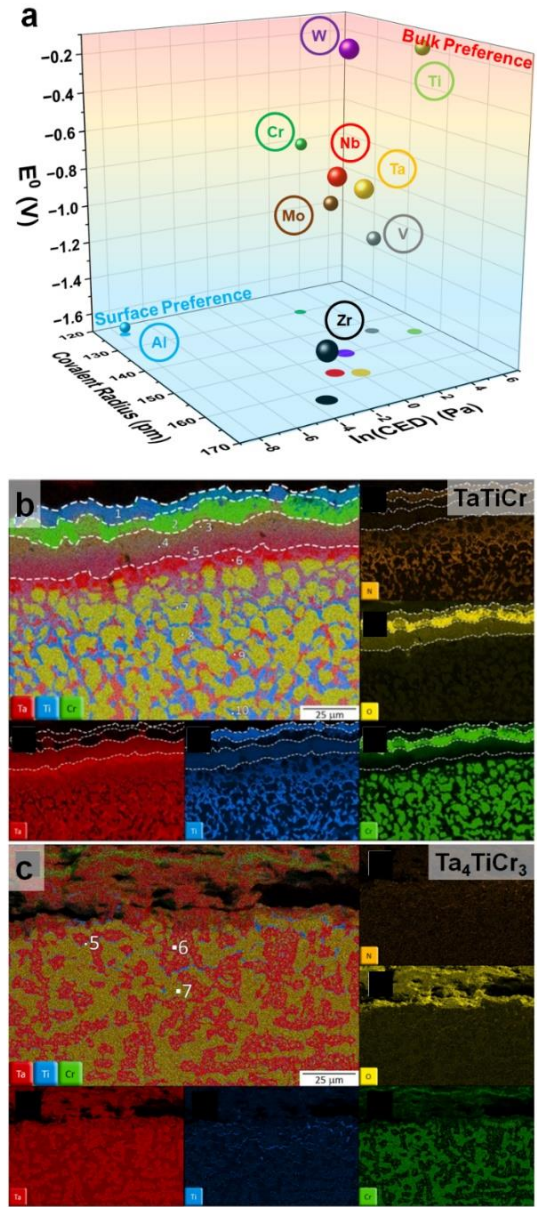 a
−0.2
−0.4
−0.6
−0.8
−1.0
−1.2
−1.4
−1.6
E⁰ (V)
W
Bulk Preference
Ti
Cr
Nb
Ta
Mo
V
Surface Preference
Al
Zr
120
130
140
150
160
170
Covalent Radius (pm)
−8
−6
−4
−2
0
2
4
6
ln(CED) (Pa)
b
TaTiCr
1
2
3
4
5
6
7
8
9
10
Ta Ti Cr
25 µm
N
O
Ta
Ti
Cr
c
Ta₄TiCr₃
5
6
7
Ta Ti Cr
25 µm
N
O
Ta
Ti
Cr